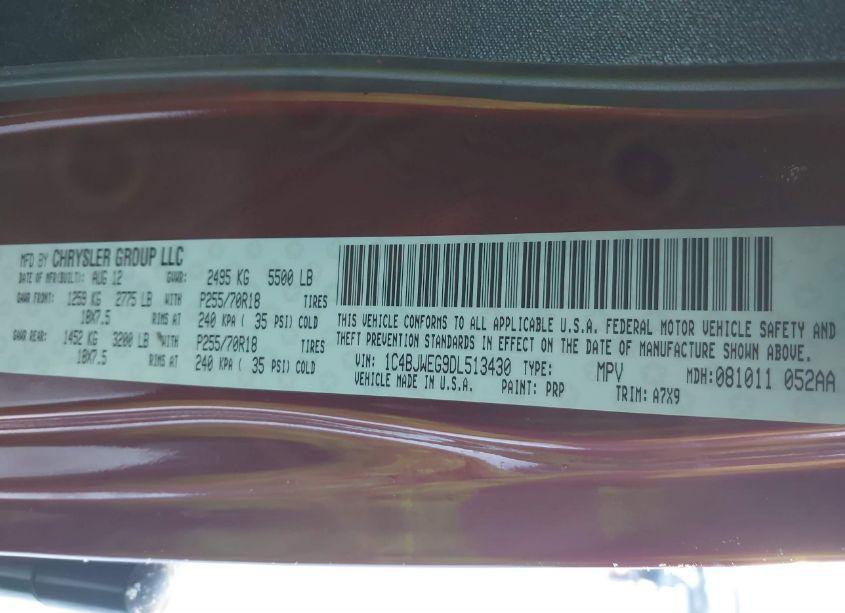 MFD BY CHRYSLER GROUP LLC
DATE OF MFR(BUILT): AUG 12 GVWR: 2495 KG 5500 LB
GAWR FRONT: 1259 KG 2775 LB WITH P255/70R18 TIRES
18X7.5 RIMS AT 240 KPA ( 35 PSI) COLD
GAWR REAR: 1452 KG 3200 LB WITH P255/70R18 TIRES
18X7.5 RIMS AT 240 KPA ( 35 PSI) COLD
THIS VEHICLE CONFORMS TO ALL APPLICABLE U.S.A. FEDERAL MOTOR VEHICLE SAFETY AND
THEFT PREVENTION STANDARDS IN EFFECT ON THE DATE OF MANUFACTURE SHOWN ABOVE.
VIN: 1C4BJWEG9DL513430 TYPE: MPV MDH: 081011 052AA
VEHICLE MADE IN U.S.A. PAINT: PRP TRIM: A7X9